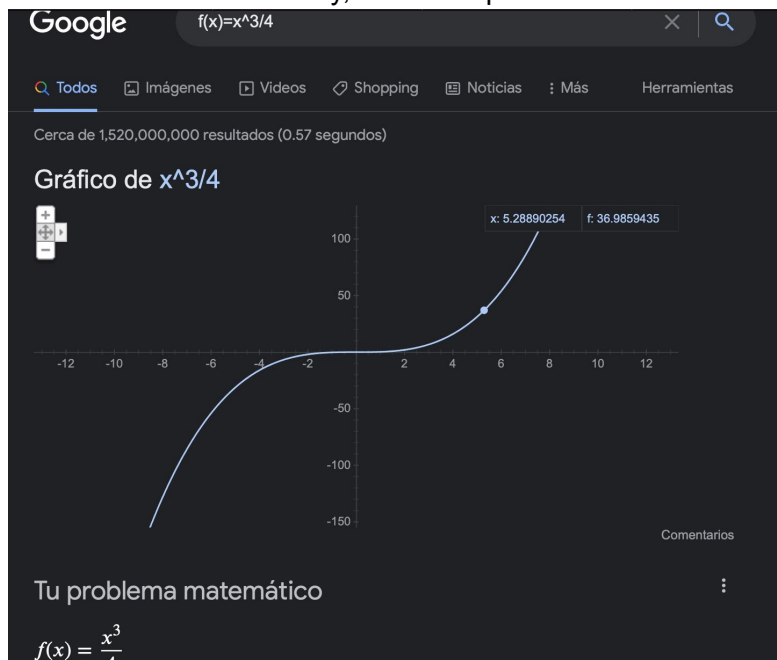 Google
f(x)=x^3/4
Todos Imágenes Videos Shopping Noticias Más Herramientas
Cerca de 1,520,000,000 resultados (0.57 segundos)
Gráfico de x^3/4
x: 5.28890254 f: 36.9859435
100
50
-12 -10 -8 -6 -4 -2 2 4 6 8 10 12
-50
-100
-150
Comentarios
Tu problema matemático
f(x) = x³/4